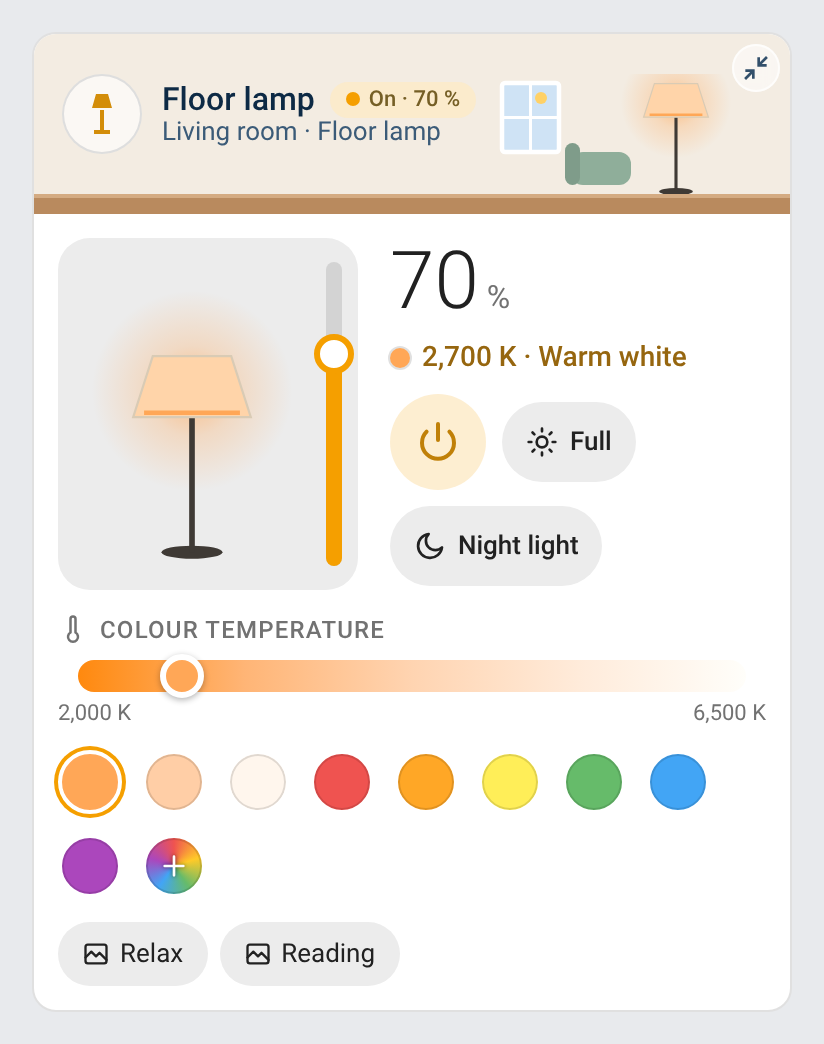 Floor lamp On · 70 %
Living room · Floor lamp
70 %
2,700 K · Warm white
Full
Night light
COLOUR TEMPERATURE
2,000 K 6,500 K
Relax Reading